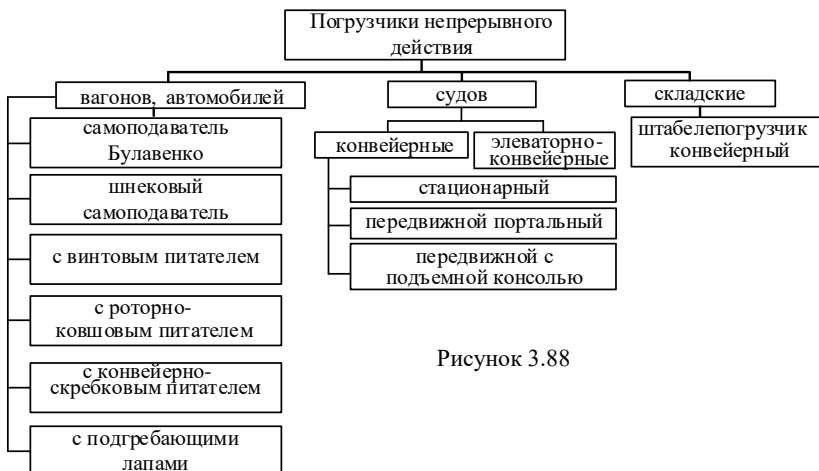 Погрузчики непрерывного
действия
вагонов, автомобилей
судов
складские
самоподаватель
Булавенко
шнековый
самоподаватель
с винтовым питателем
с роторно-
ковшовым питателем
с конвейерно-
скребковым питателем
с подгребающими
лапами
конвейерные
элеваторно-
конвейерные
стационарный
передвижной портальный
передвижной с
подъемной консолью
штабелепогрузчик
конвейерный
Рисунок 3.88